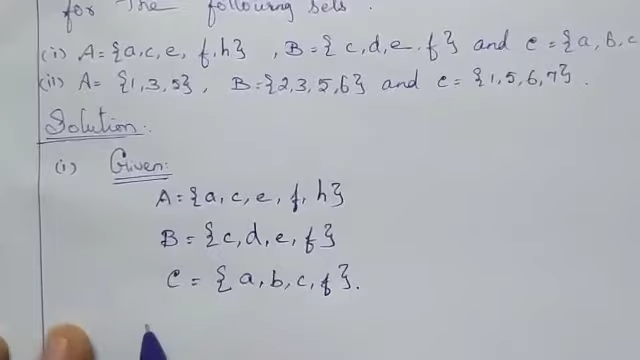 for the following sets.
(i) A = {a, c, e, f, h}, B = {c, d, e, f} and C = {a, b, c
(ii) A = {1, 3, 5}, B = {2, 3, 5, 6} and C = {1, 5, 6, 7}.
Solution:
(i) Given:
A = {a, c, e, f, h}
B = {c, d, e, f}
C = {a, b, c, f}.